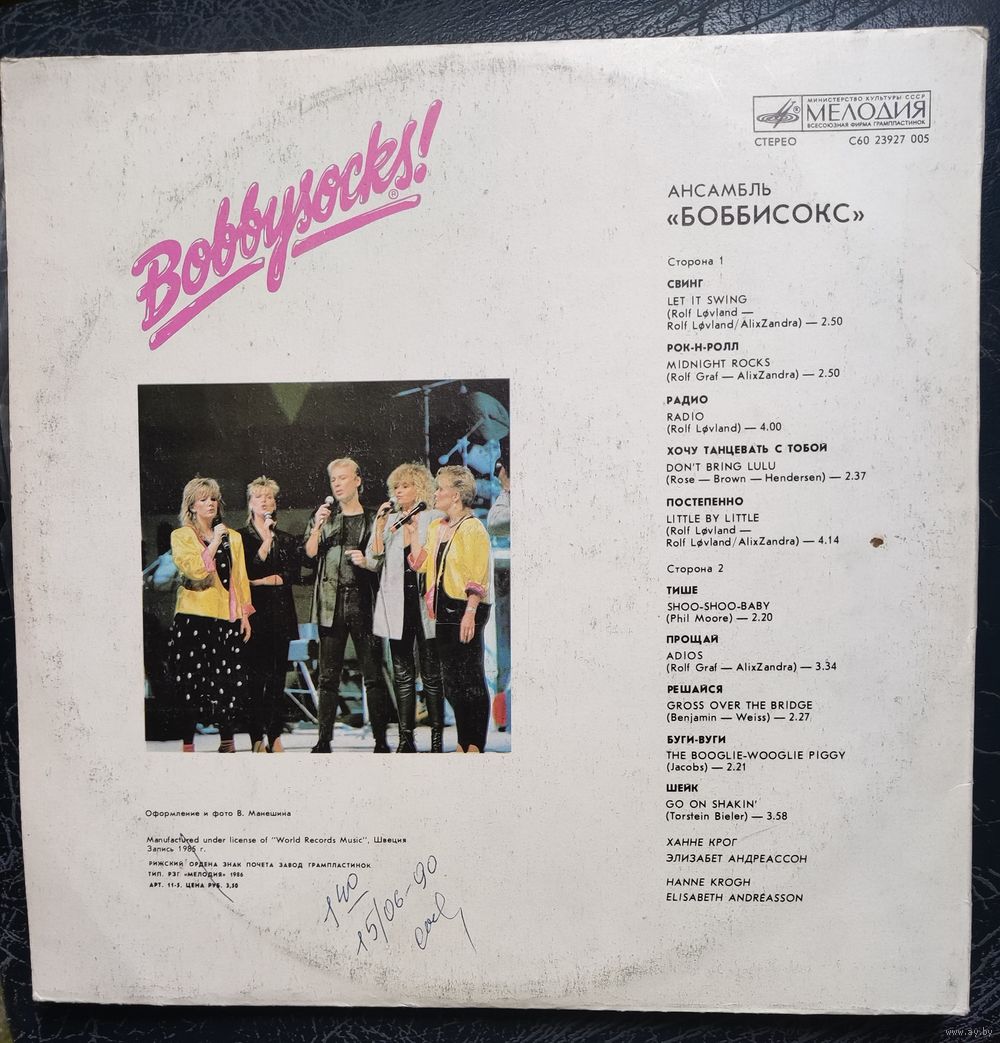 Bobbysocks!
®
МИНИСТЕРСТВО КУЛЬТУРЫ СССР
МЕЛОДИЯ
ВСЕСОЮЗНАЯ ФИРМА ГРАМПЛАСТИНОК
СТЕРЕО С60 23927 005
АНСАМБЛЬ
«БОББИСОКС»
Сторона 1
СВИНГ
LET IT SWING
(Rolf Løvland —
Rolf Løvland/AlixZandra) — 2.50
РОК-Н-РОЛЛ
MIDNIGHT ROCKS
(Rolf Graf — AlixZandra) — 2.50
РАДИО
RADIO
(Rolf Løvland) — 4.00
ХОЧУ ТАНЦЕВАТЬ С ТОБОЙ
DON'T BRING LULU
(Rose — Brown — Hendersen) — 2.37
ПОСТЕПЕННО
LITTLE BY LITTLE
(Rolf Løvland —
Rolf Løvland/AlixZandra) — 4.14
Сторона 2
ТИШЕ
SHOO-SHOO-BABY
(Phil Moore) — 2.20
ПРОЩАЙ
ADIOS
(Rolf Graf — AlixZandra) — 3.34
РЕШАЙСЯ
GROSS OVER THE BRIDGE
(Benjamin — Weiss) — 2.27
БУГИ-ВУГИ
THE BOOGLIE-WOOGLIE PIGGY
(Jacobs) — 2.21
ШЕЙК
GO ON SHAKIN'
(Torstein Bieler) — 3.58
ХАННЕ КРОГ
ЭЛИЗАБЕТ АНДРЕАССОН
HANNE KROGH
ELISABETH ANDRÉASSON
Оформление и фото В. Манешина
Manufactured under license of "World Records Music", Швеция
Запись 1985 г.
РИЖСКИЙ ОРДЕНА ЗНАК ПОЧЕТА ЗАВОД ГРАМПЛАСТИНОК
ТИП. РЗГ «МЕЛОДИЯ» 1986
АРТ. 11-5. ЦЕНА РУБ. 3,50
15/06-90
www.ay.by